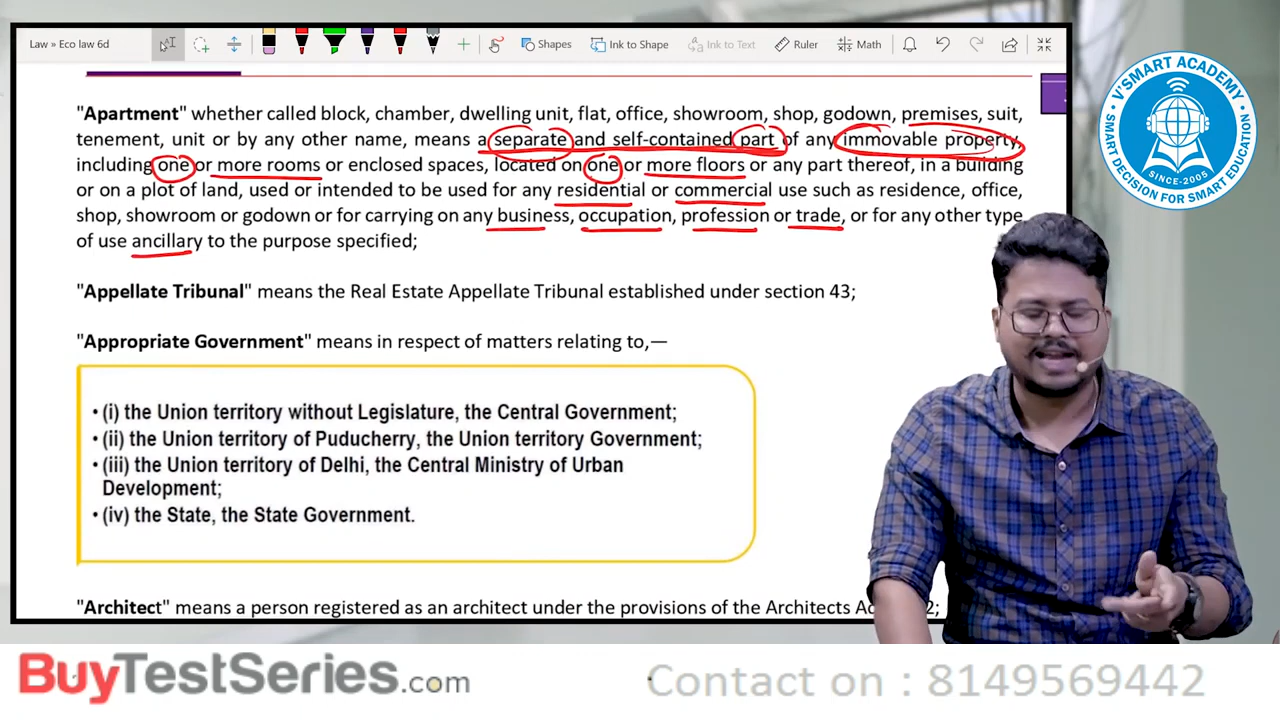 Law » Eco law 6d
Shapes
Ink to Shape
Ink to Text
Ruler
Math
"Apartment" whether called block, chamber, dwelling unit, flat, office, showroom, shop, godown, premises, suit,
tenement, unit or by any other name, means a separate and self-contained part of any immovable property,
including one or more rooms or enclosed spaces, located on one or more floors or any part thereof, in a building
or on a plot of land, used or intended to be used for any residential or commercial use such as residence, office,
shop, showroom or godown or for carrying on any business, occupation, profession or trade, or for any other type
of use ancillary to the purpose specified;
"Appellate Tribunal" means the Real Estate Appellate Tribunal established under section 43;
"Appropriate Government" means in respect of matters relating to,—
• (i) the Union territory without Legislature, the Central Government;
• (ii) the Union territory of Puducherry, the Union territory Government;
• (iii) the Union territory of Delhi, the Central Ministry of Urban
Development;
• (iv) the State, the State Government.
"Architect" means a person registered as an architect under the provisions of the Architects
V'SMART ACADEMY
SINCE-2005
SMART DECISION FOR SMART EDUCATION
BuyTestSeries.com
Contact on : 8149569442